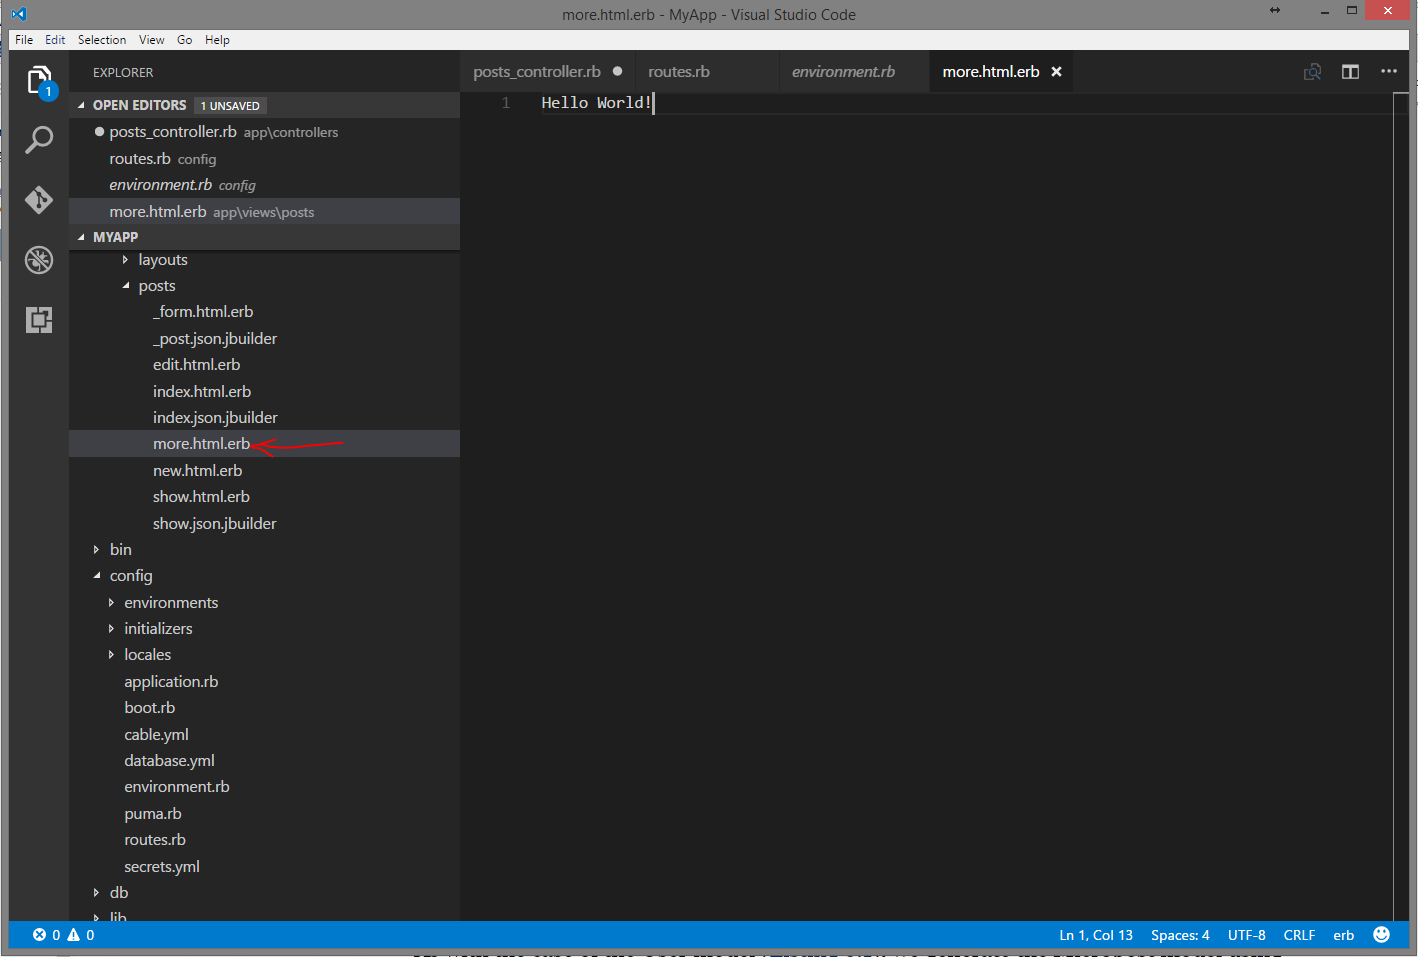 more.html.erb - MyApp - Visual Studio Code
File Edit Selection View Go Help
1
EXPLORER
OPEN EDITORS 1 UNSAVED
posts_controller.rb app\controllers
routes.rb config
environment.rb config
more.html.erb app\views\posts
MYAPP
layouts
posts
_form.html.erb
_post.json.jbuilder
edit.html.erb
index.html.erb
index.json.jbuilder
more.html.erb
new.html.erb
show.html.erb
show.json.jbuilder
bin
config
environments
initializers
locales
application.rb
boot.rb
cable.yml
database.yml
environment.rb
puma.rb
routes.rb
secrets.yml
db
lib
posts_controller.rb routes.rb environment.rb more.html.erb
1 Hello World!
0 0 Ln 1, Col 13 Spaces: 4 UTF-8 CRLF erb